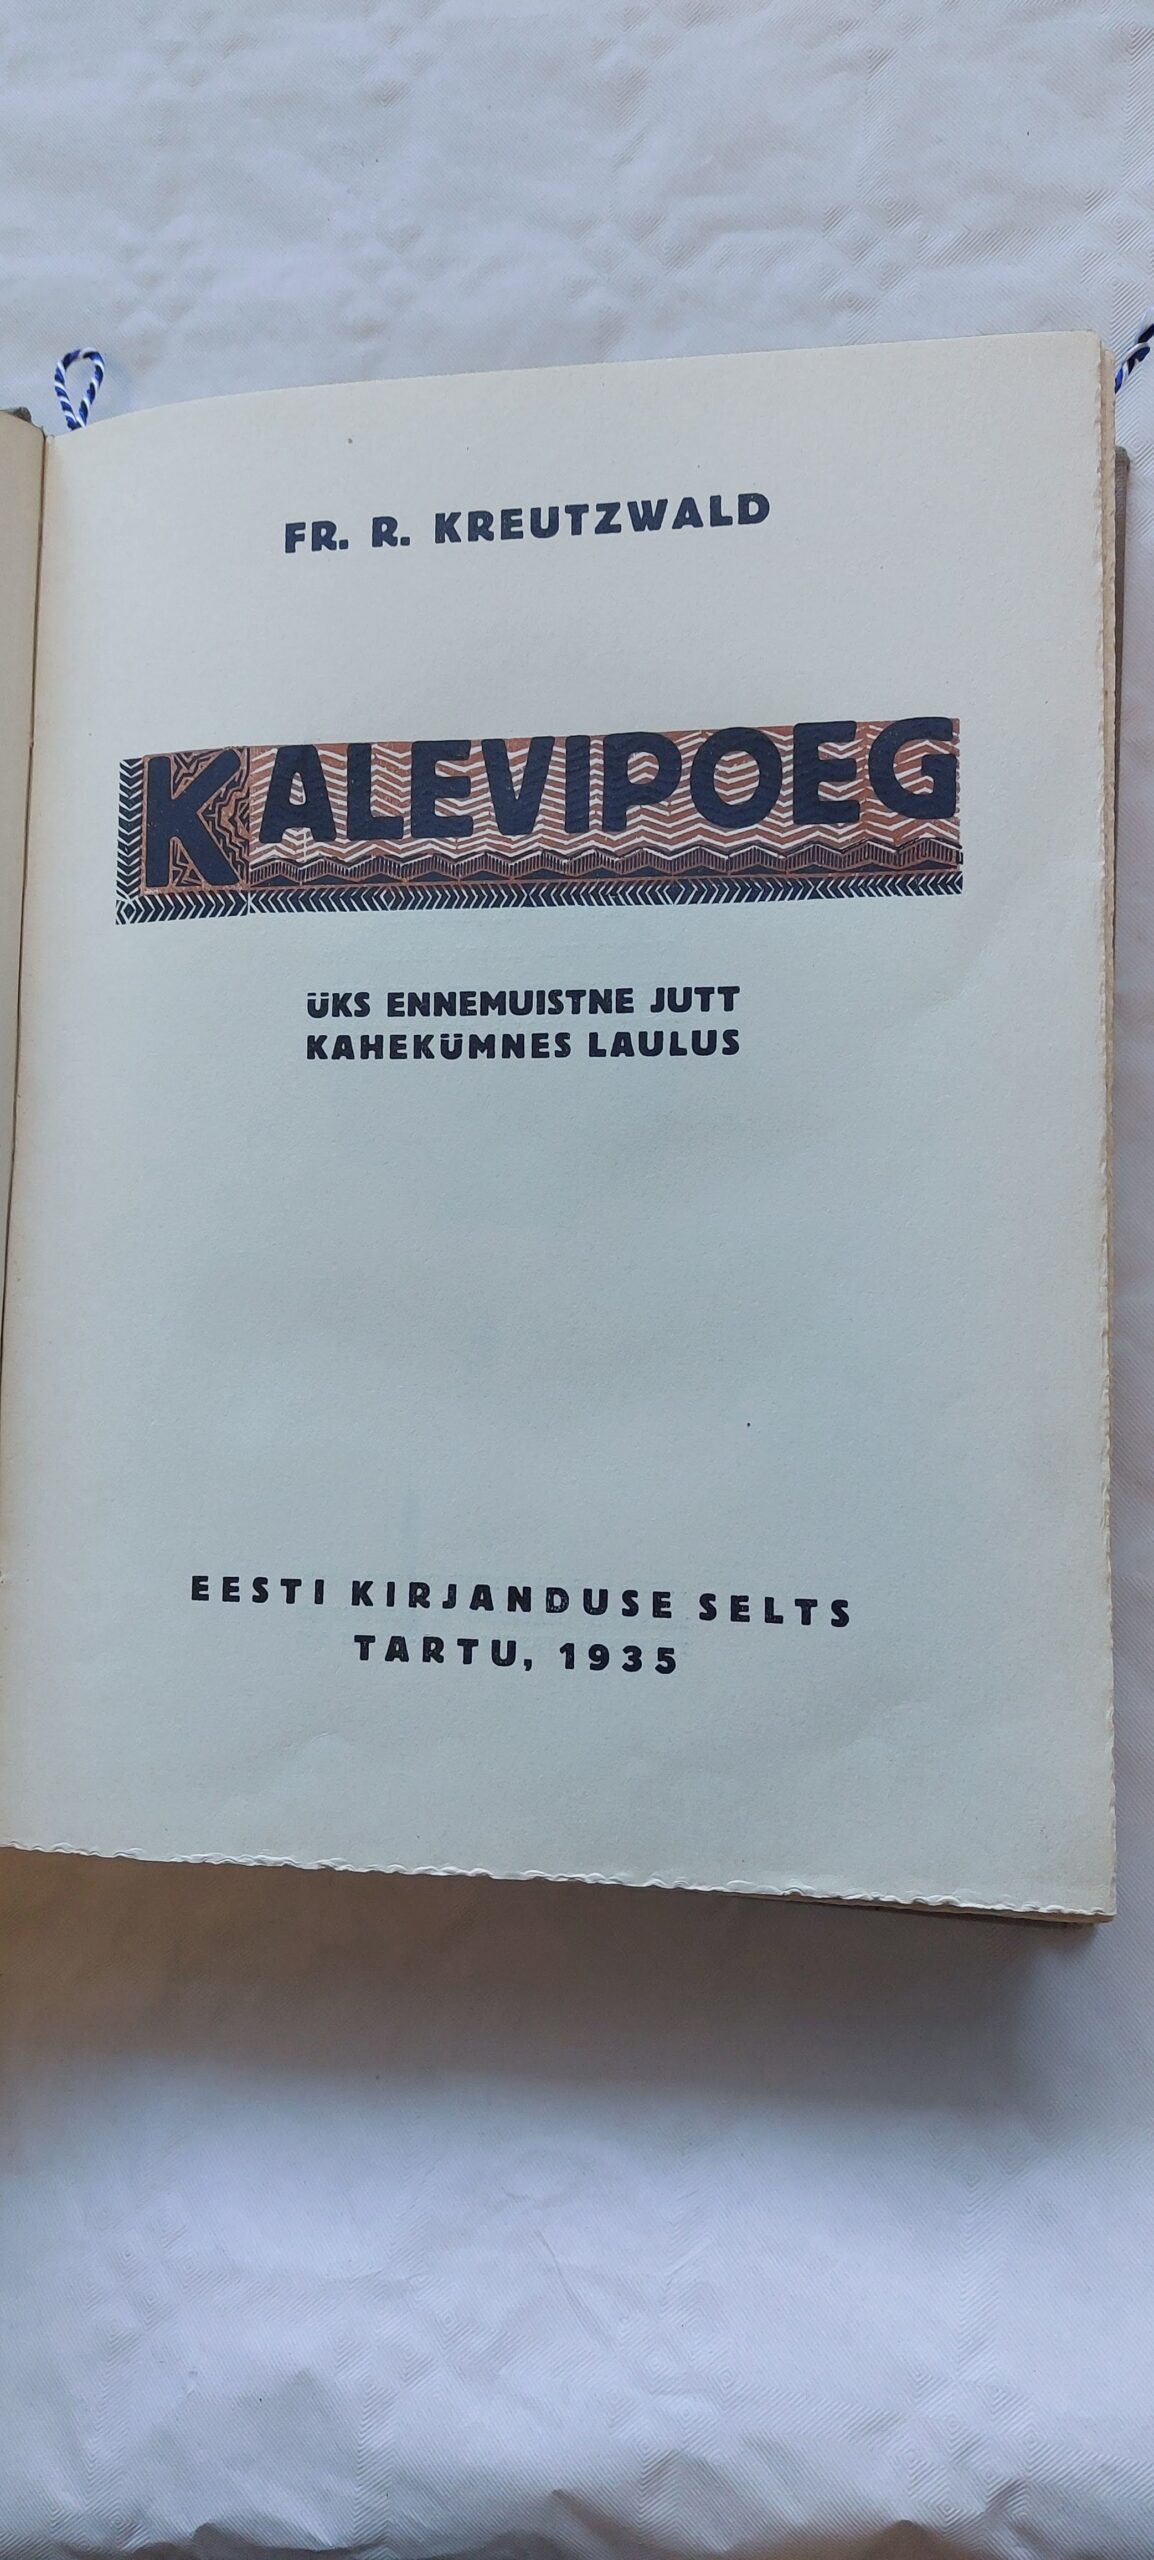 FR. R. KREUTZWALD
KALEVIPOEG
ÜKS ENNEMUISTNE JUTT
KAHEKÜMNES LAULUS
EESTI KIRJANDUSE SELTS
TARTU, 1935